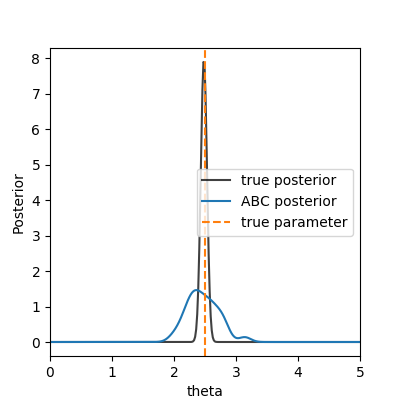 8
7
6
5
4
3
2
1
0
Posterior
true posterior
ABC posterior
true parameter
0 1 2 3 4 5
theta